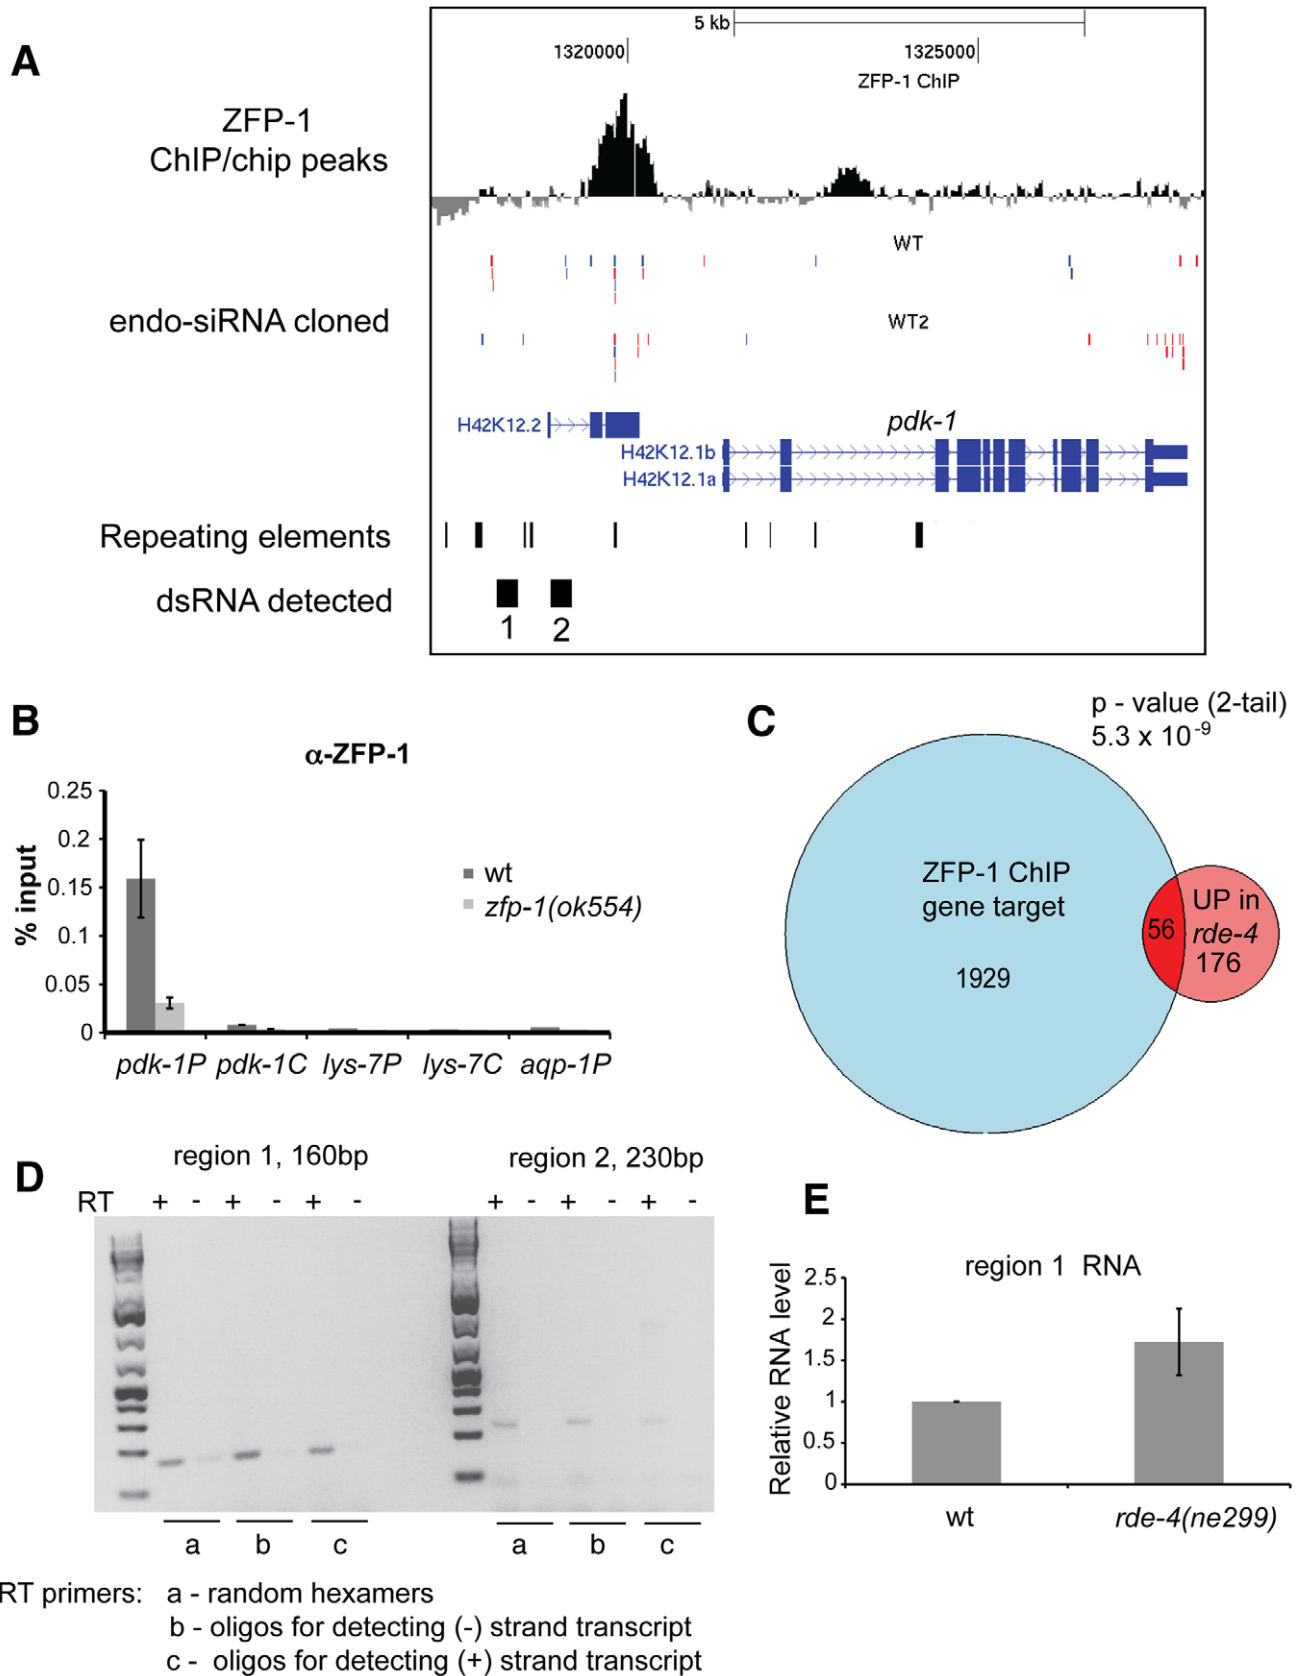 A
5 kb
1320000
1325000
ZFP-1 ChIP
ZFP-1
ChIP/chip peaks
WT
endo-siRNA cloned
WT2
H42K12.2
pdk-1
H42K12.1b
H42K12.1a
Repeating elements
dsRNA detected
1
2
B
α-ZFP-1
0.25
0.2
0.15
0.1
0.05
0
% input
wt
zfp-1(ok554)
pdk-1P pdk-1C lys-7P lys-7C aqp-1P
C
p - value (2-tail)
5.3 x 10-9
ZFP-1 ChIP
gene target
1929
56
UP in
rde-4
176
D
region 1, 160bp
region 2, 230bp
RT + - + - + - + - + - + -
a b c a b c
RT primers: a - random hexamers
b - oligos for detecting (-) strand transcript
c - oligos for detecting (+) strand transcript
E
region 1 RNA
Relative RNA level
2.5
2
1.5
1
0.5
0
wt
rde-4(ne299)